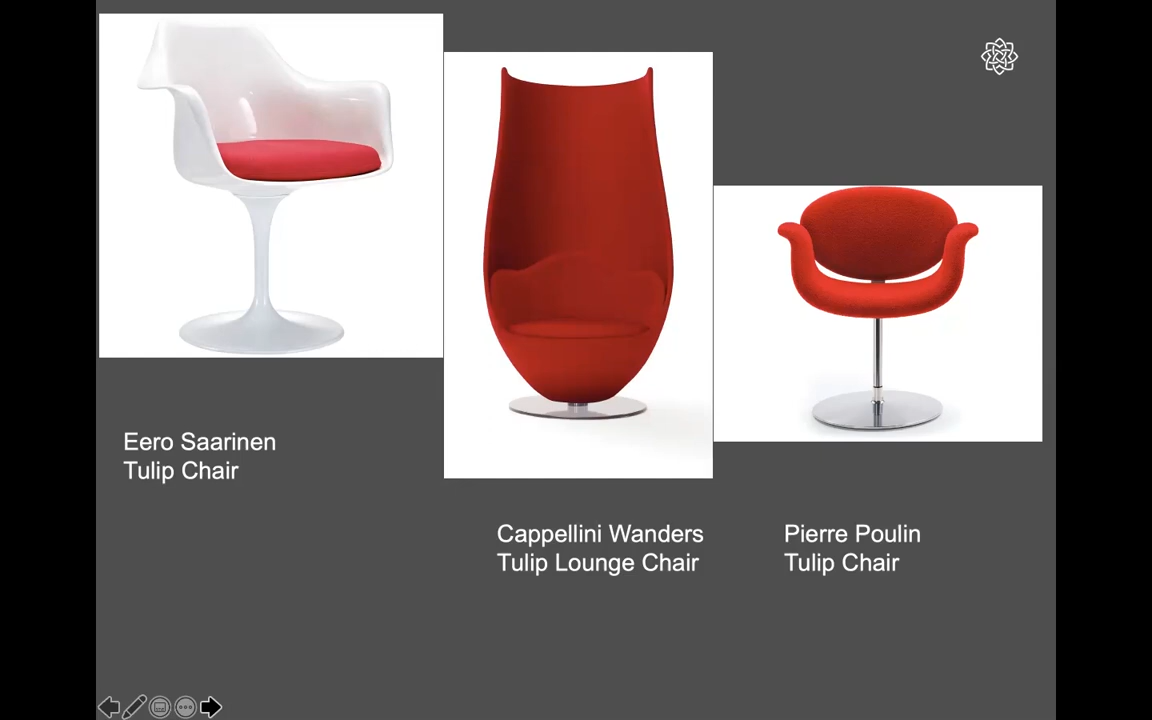 Eero Saarinen
Tulip Chair
Cappellini Wanders
Tulip Lounge Chair
Pierre Poulin
Tulip Chair